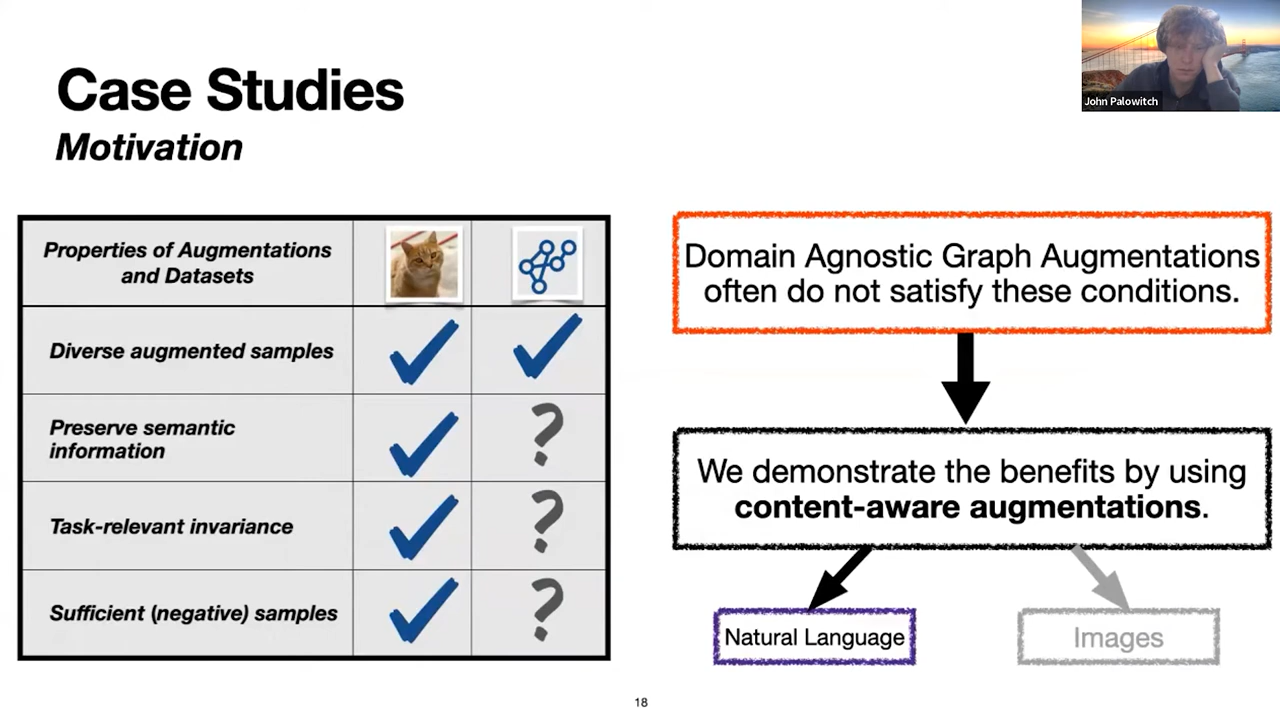 Case Studies
Motivation
John Palowitch
Properties of Augmentations
and Datasets
Diverse augmented samples
Preserve semantic
information
?
Task-relevant invariance
?
Sufficient (negative) samples
?
Domain Agnostic Graph Augmentations
often do not satisfy these conditions.
We demonstrate the benefits by using
content-aware augmentations.
Natural Language
Images
18